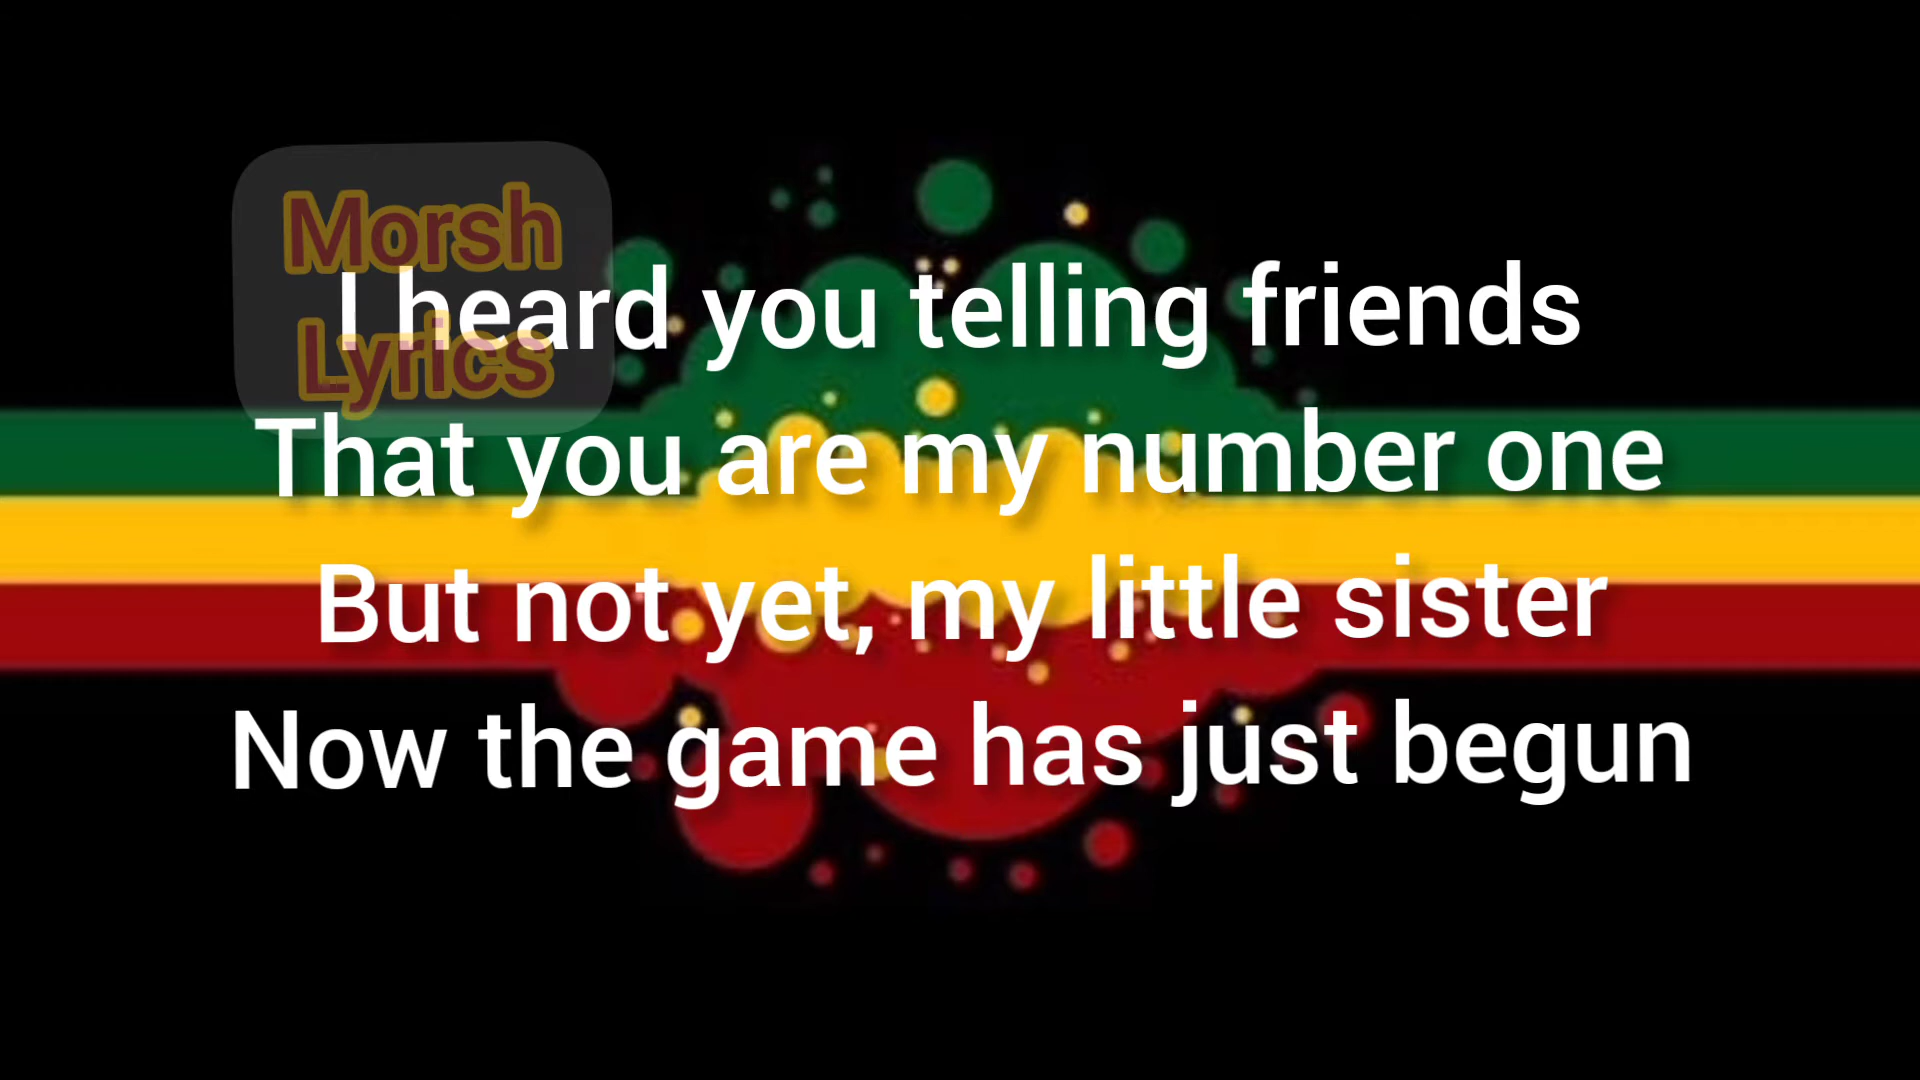 Morsh
Lyrics
I heard you telling friends
That you are my number one
But not yet, my little sister
Now the game has just begun